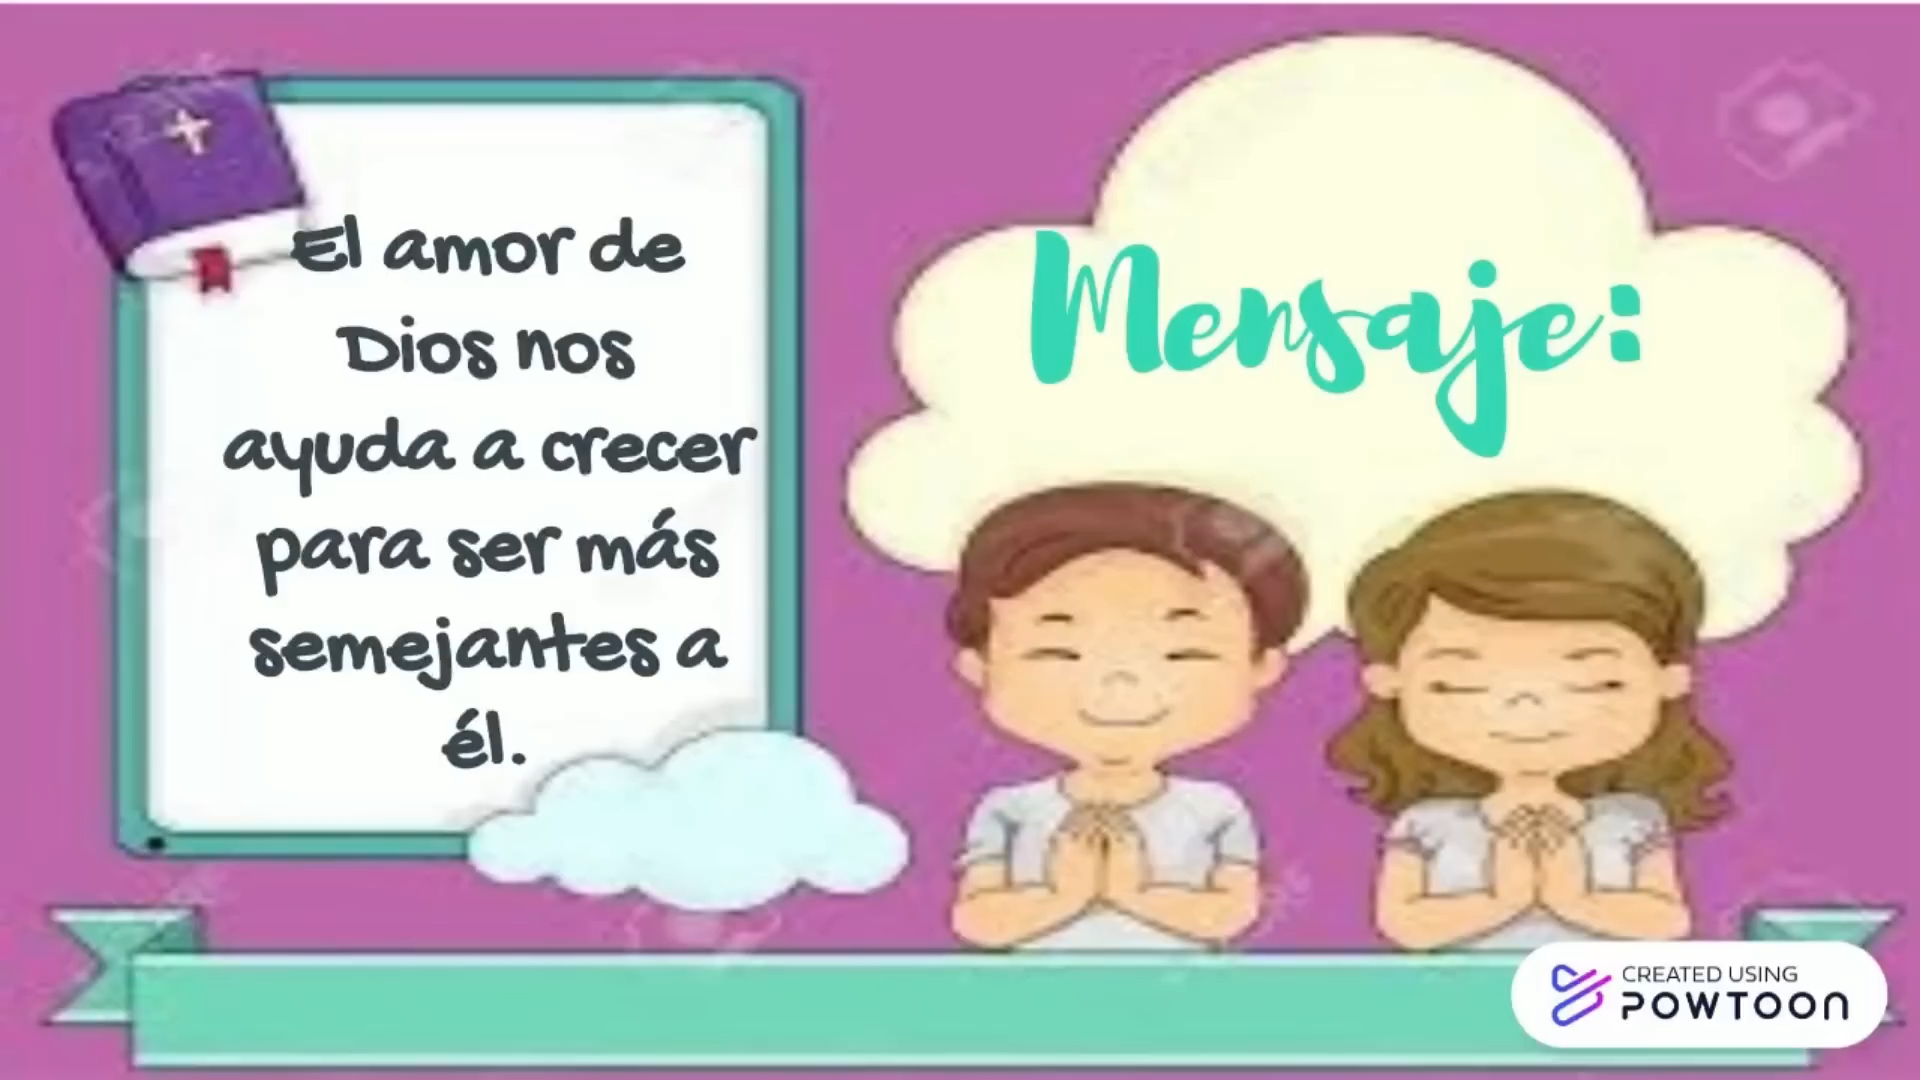 El amor de
Dios nos
ayuda a crecer
para ser más
semejantes a
él.
Mensaje:
CREATED USING
POWTOON